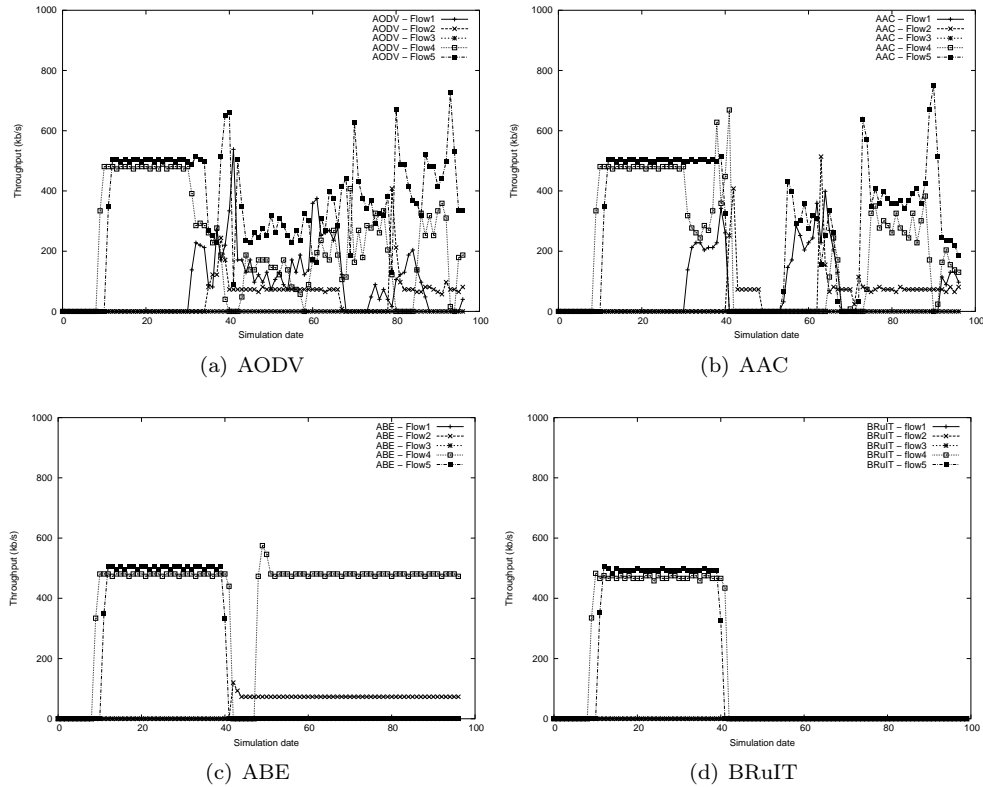 1000
800
600
400
200
0
Throughput (kb/s)
0 20 40 60 80 100
Simulation date
AODV – Flow1
AODV – Flow2
AODV – Flow3
AODV – Flow4
AODV – Flow5
(a) AODV
1000
800
600
400
200
0
Throughput (kb/s)
0 20 40 60 80 100
Simulation date
AAC – Flow1
AAC – Flow2
AAC – Flow3
AAC – Flow4
AAC – Flow5
(b) AAC
1000
800
600
400
200
0
Throughput (kb/s)
0 20 40 60 80 100
Simulation date
ABE – Flow1
ABE – Flow2
ABE – Flow3
ABE – Flow4
ABE – Flow5
(c) ABE
1000
800
600
400
200
0
Throughput (kb/s)
0 20 40 60 80 100
Simulation date
BRuIT – flow1
BRuIT – flow2
BRuIT – flow3
BRuIT – flow4
BRuIT – flow5
(d) BRuIT